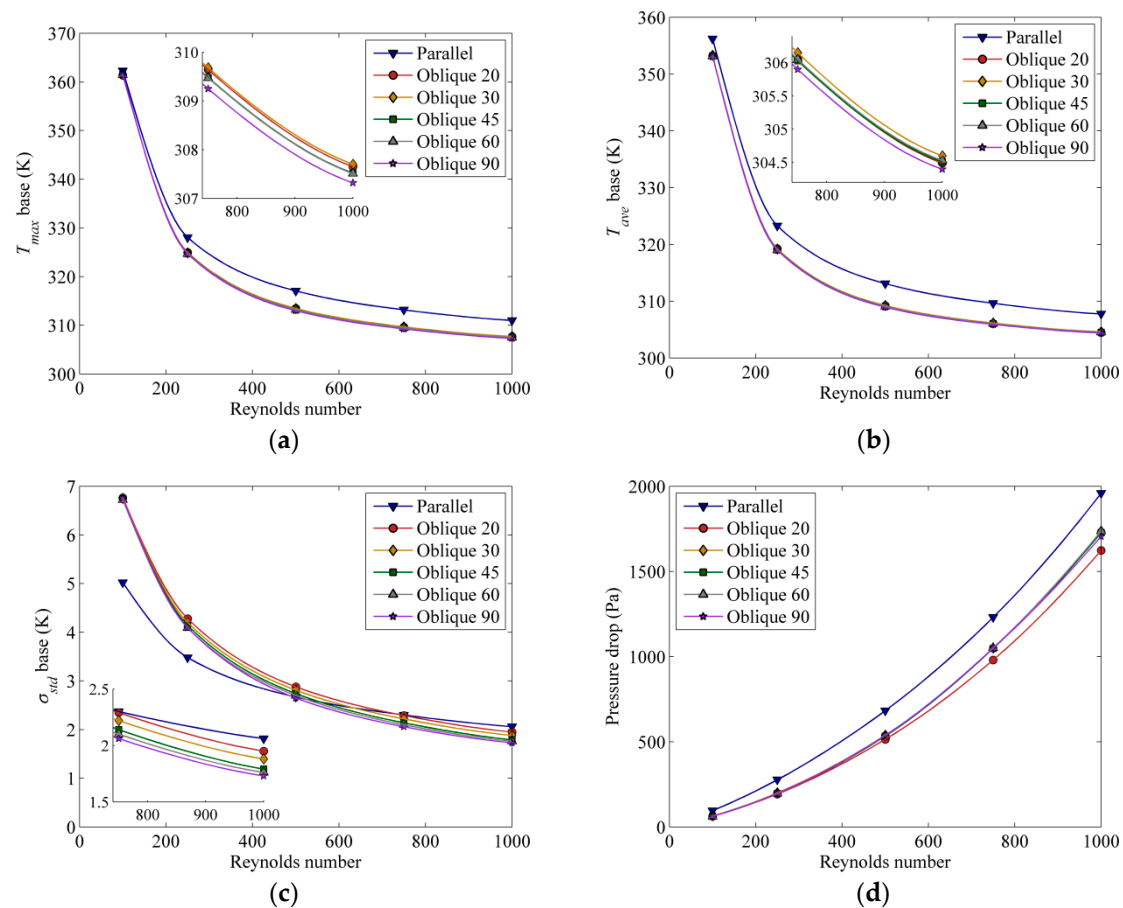 370
360
350
340
330
320
310
300
T_max base (K)
0 200 400 600 800 1000
Reynolds number
Parallel
Oblique 20
Oblique 30
Oblique 45
Oblique 60
Oblique 90
310
309
308
307
800 900 1000
(a)
360
350
340
330
320
310
300
T_ave base (K)
0 200 400 600 800 1000
Reynolds number
Parallel
Oblique 20
Oblique 30
Oblique 45
Oblique 60
Oblique 90
306
305.5
305
304.5
800 900 1000
(b)
7
6
5
4
3
2
1
0
σ_std base (K)
0 200 400 600 800 1000
Reynolds number
Parallel
Oblique 20
Oblique 30
Oblique 45
Oblique 60
Oblique 90
2.5
2
1.5
800 900 1000
(c)
2000
1500
1000
500
0
Pressure drop (Pa)
0 200 400 600 800 1000
Reynolds number
Parallel
Oblique 20
Oblique 30
Oblique 45
Oblique 60
Oblique 90
(d)